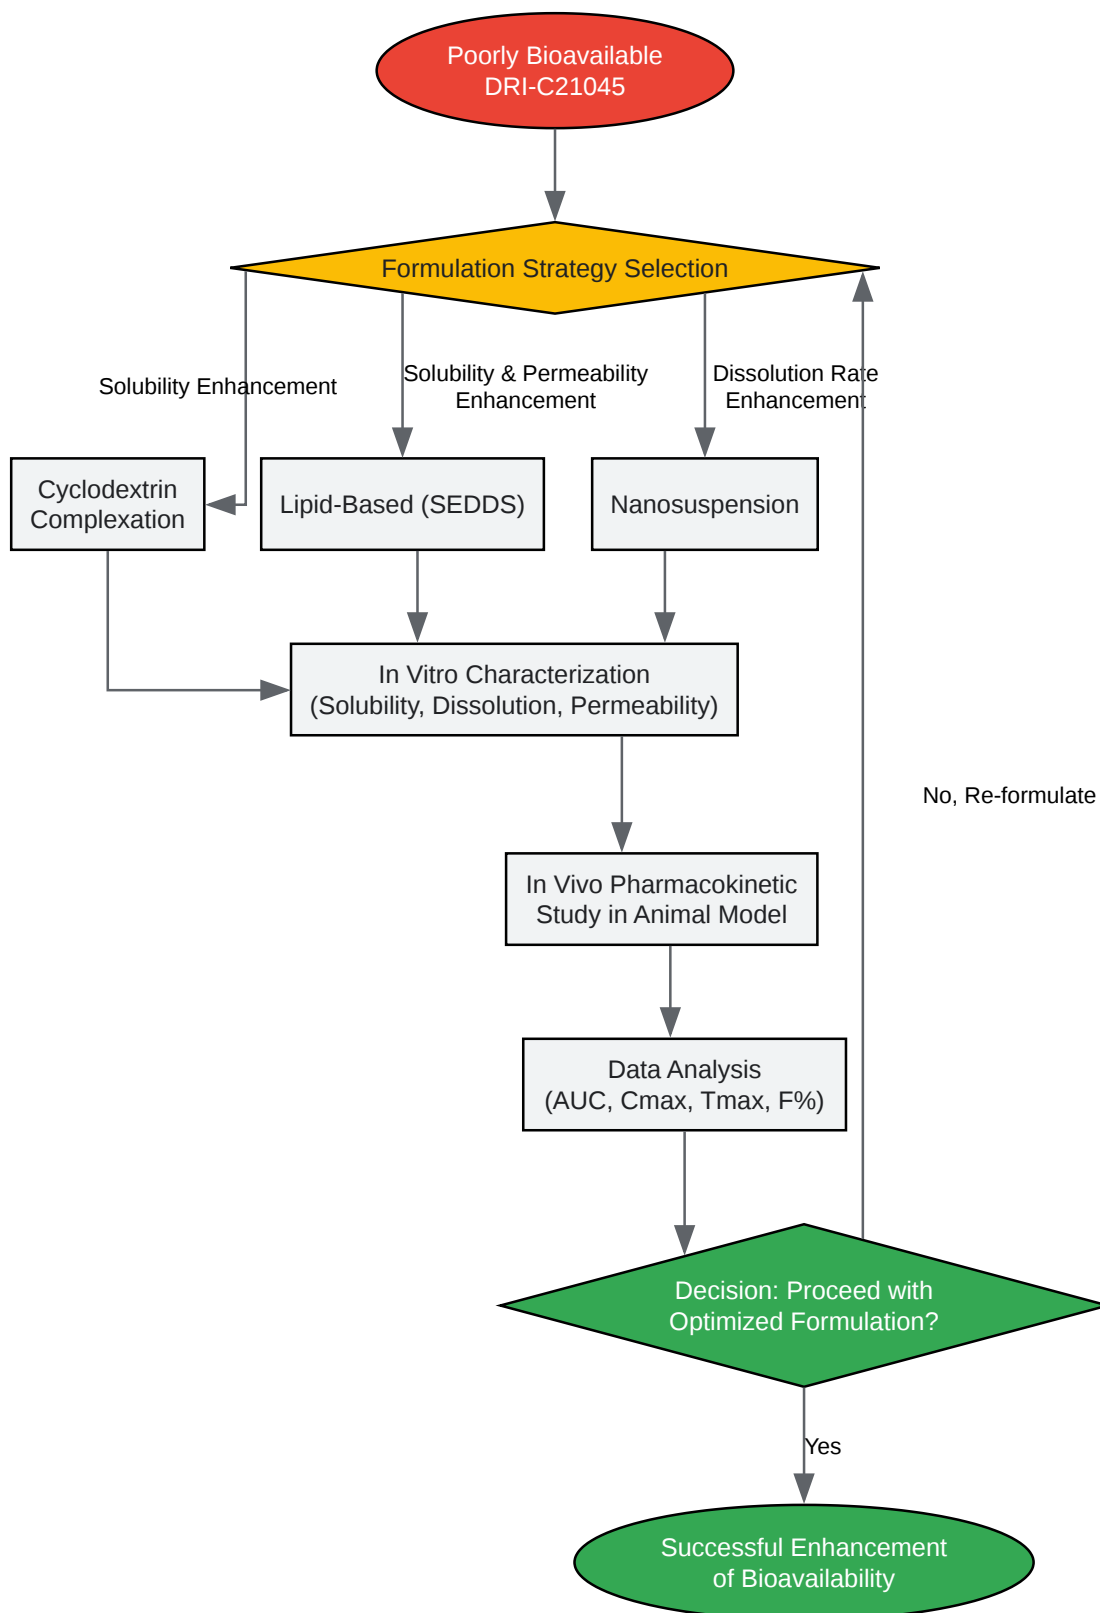 Poorly Bioavailable
DRI-C21045
Formulation Strategy Selection
Solubility Enhancement
Solubility & Permeability
Enhancement
Dissolution Rate
Enhancement
Cyclodextrin
Complexation
Lipid-Based (SEDDS)
Nanosuspension
In Vitro Characterization
(Solubility, Dissolution, Permeability)
No, Re-formulate
In Vivo Pharmacokinetic
Study in Animal Model
Data Analysis
(AUC, Cmax, Tmax, F%)
Decision: Proceed with
Optimized Formulation?
Yes
Successful Enhancement
of Bioavailability